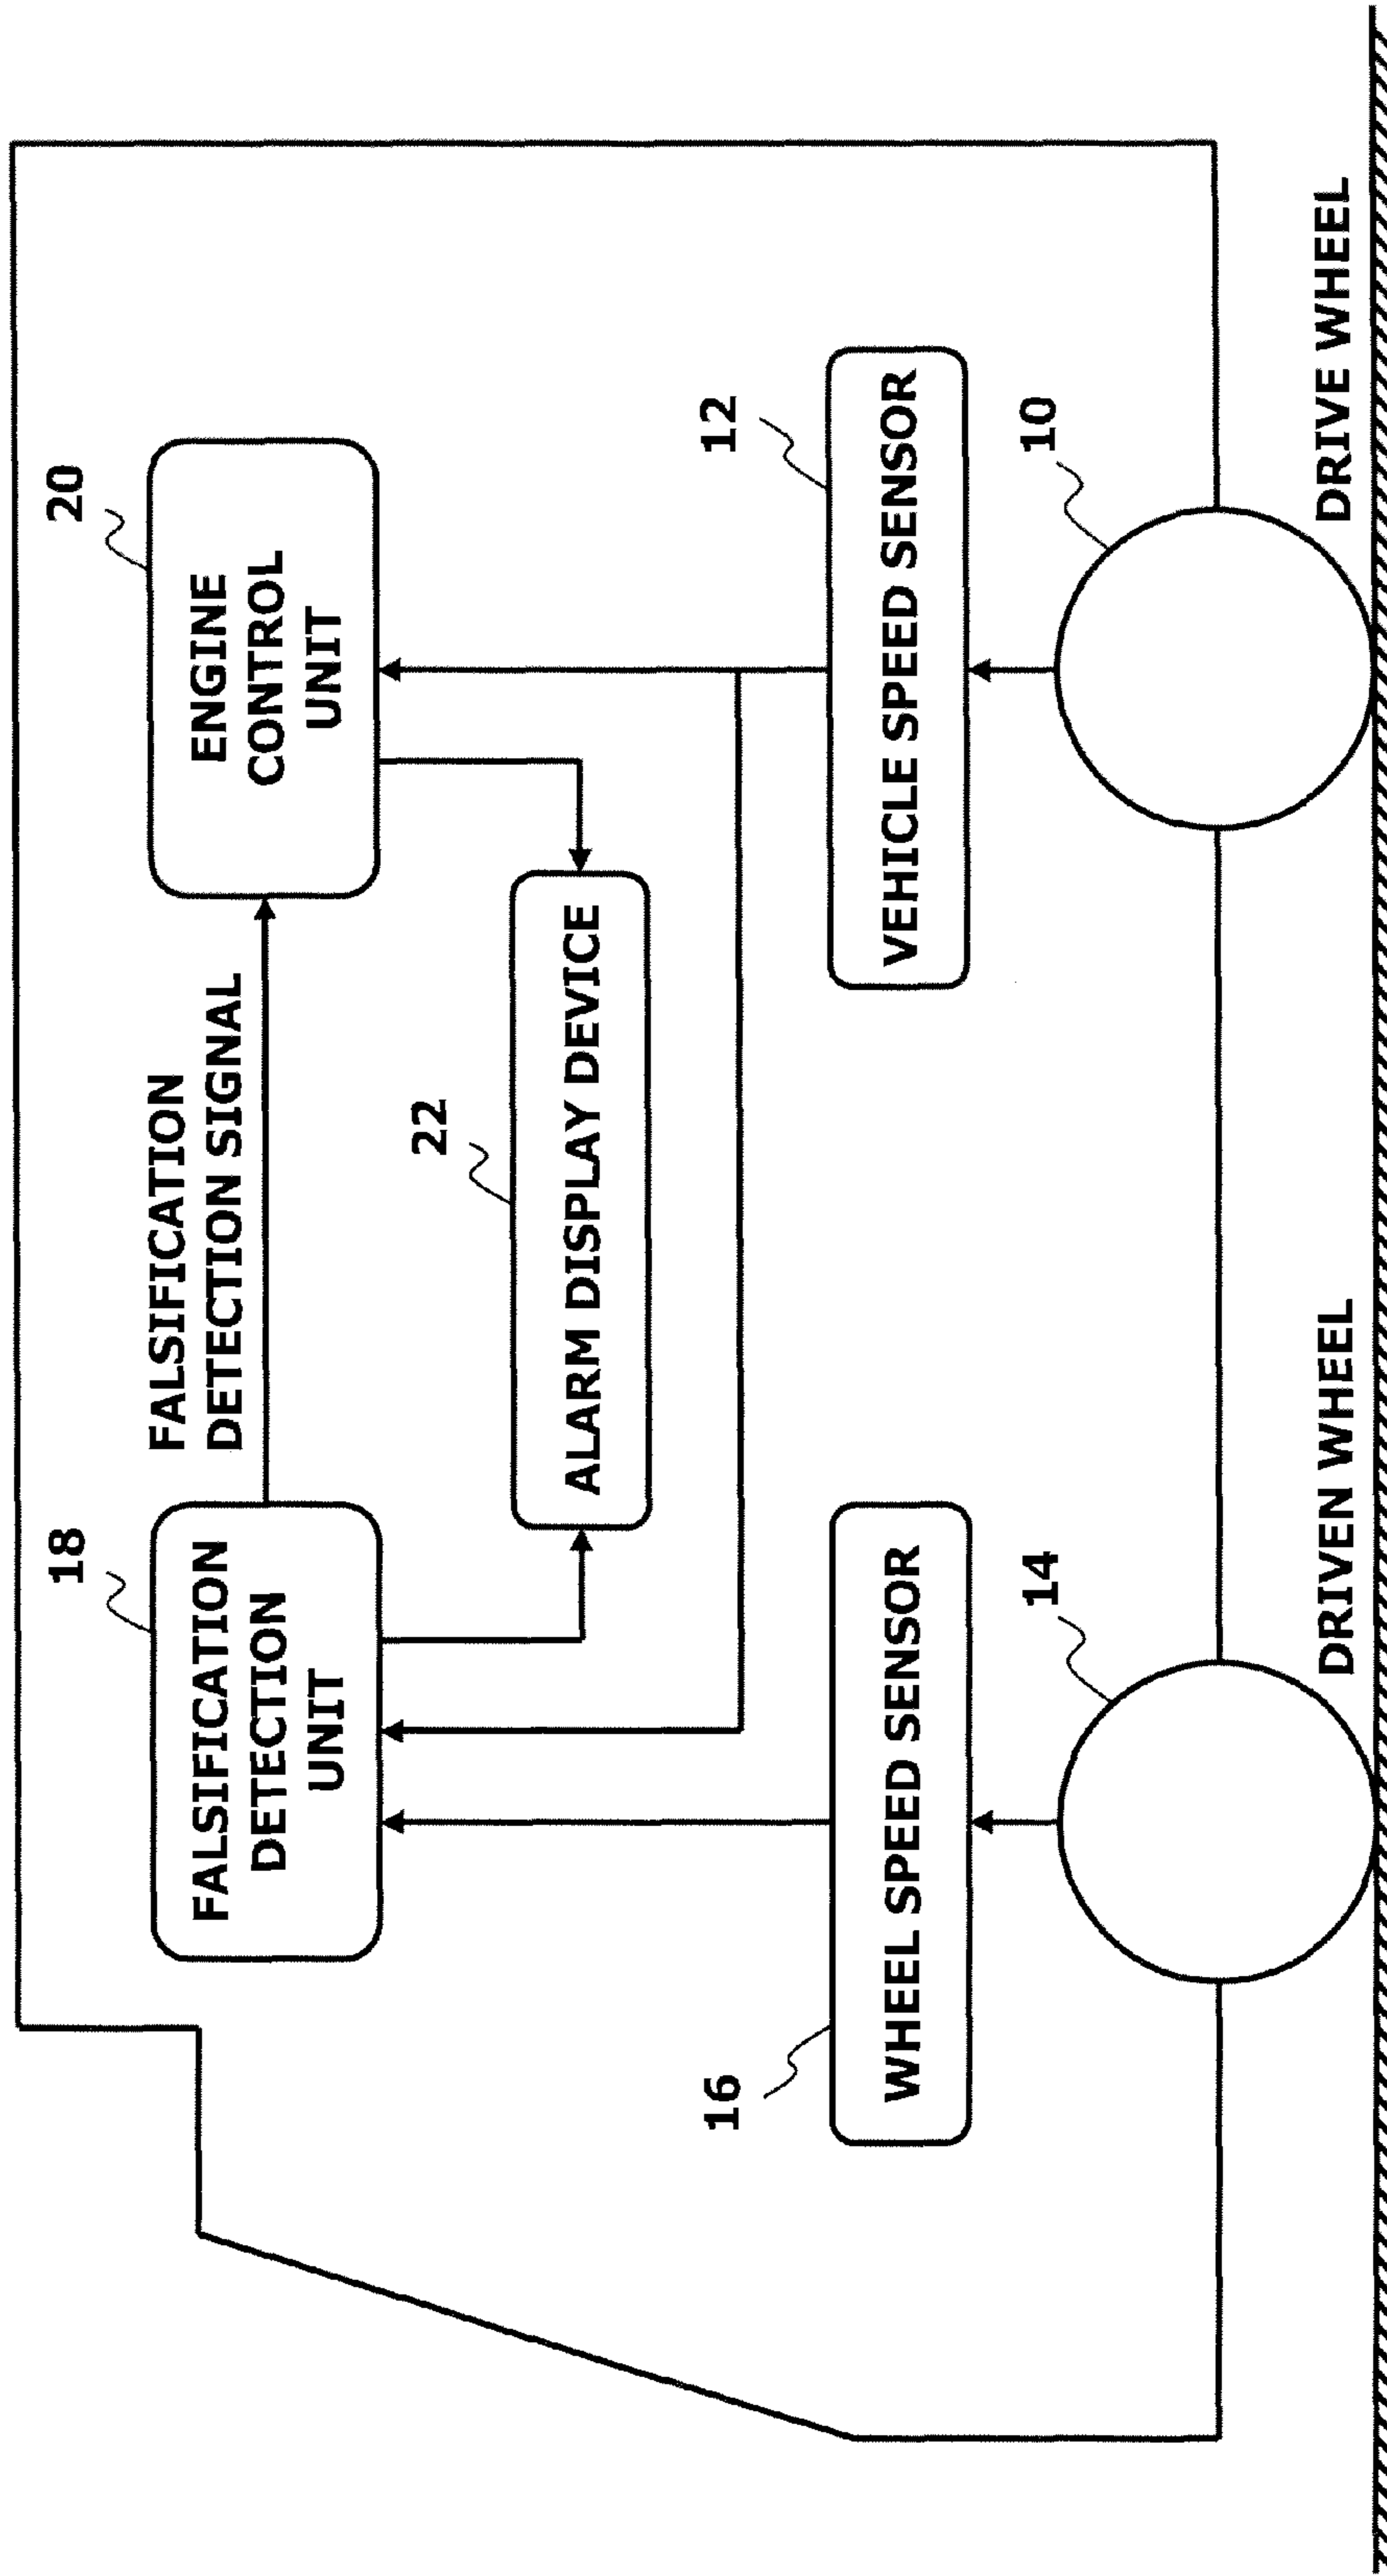 18
20
FALSIFICATION
DETECTION
UNIT
FALSIFICATION
DETECTION SIGNAL
ENGINE
CONTROL
UNIT
22
ALARM DISPLAY DEVICE
16
12
WHEEL SPEED SENSOR
VEHICLE SPEED SENSOR
14
10
DRIVEN WHEEL
DRIVE WHEEL